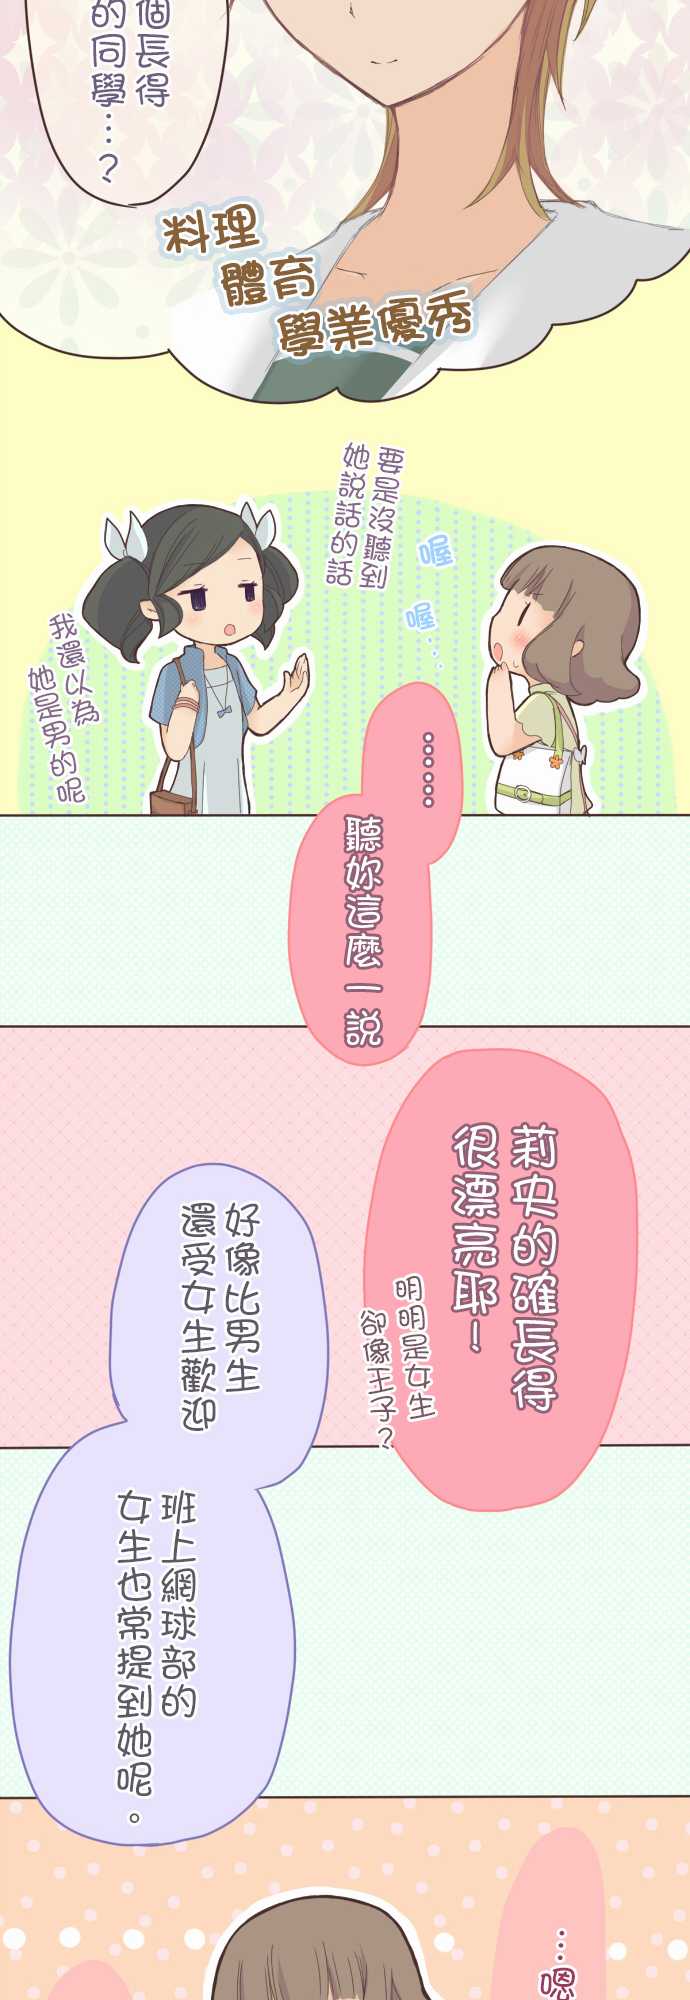 個長得
的同學…？
料理
體育
學業優秀
要是沒聽到
她說話的話
喔
喔…
我還以為
她是男的呢
……
聽妳這麼一說
莉央的確長得
很漂亮耶！
明明是女生
卻像王子？
好像比男生
還受女生歡迎
班上網球部的
女生也常提到她呢。
…嗯